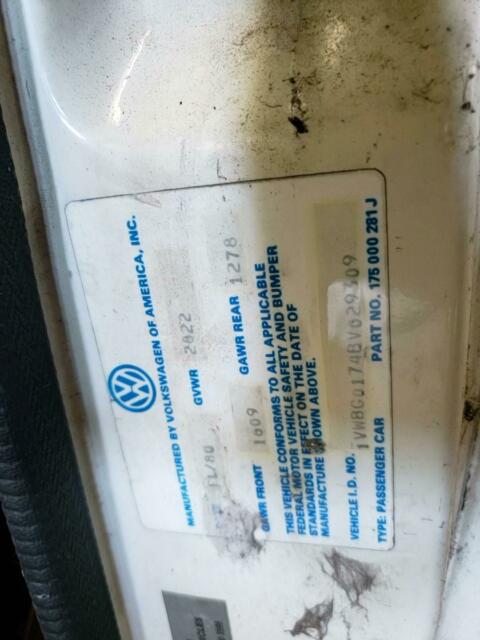 MANUFACTURED BY VOLKSWAGEN OF AMERICA, INC.
11/80 GVWR 2822
GAWR FRONT 1609 GAWR REAR 1278
THIS VEHICLE CONFORMS TO ALL APPLICABLE
FEDERAL MOTOR VEHICLE SAFETY AND BUMPER
STANDARDS IN EFFECT ON THE DATE OF
MANUFACTURE SHOWN ABOVE.
VEHICLE I.D. NO. 1VWBG0174BV029309
TYPE: PASSENGER CAR PART NO. 175 000 281 J